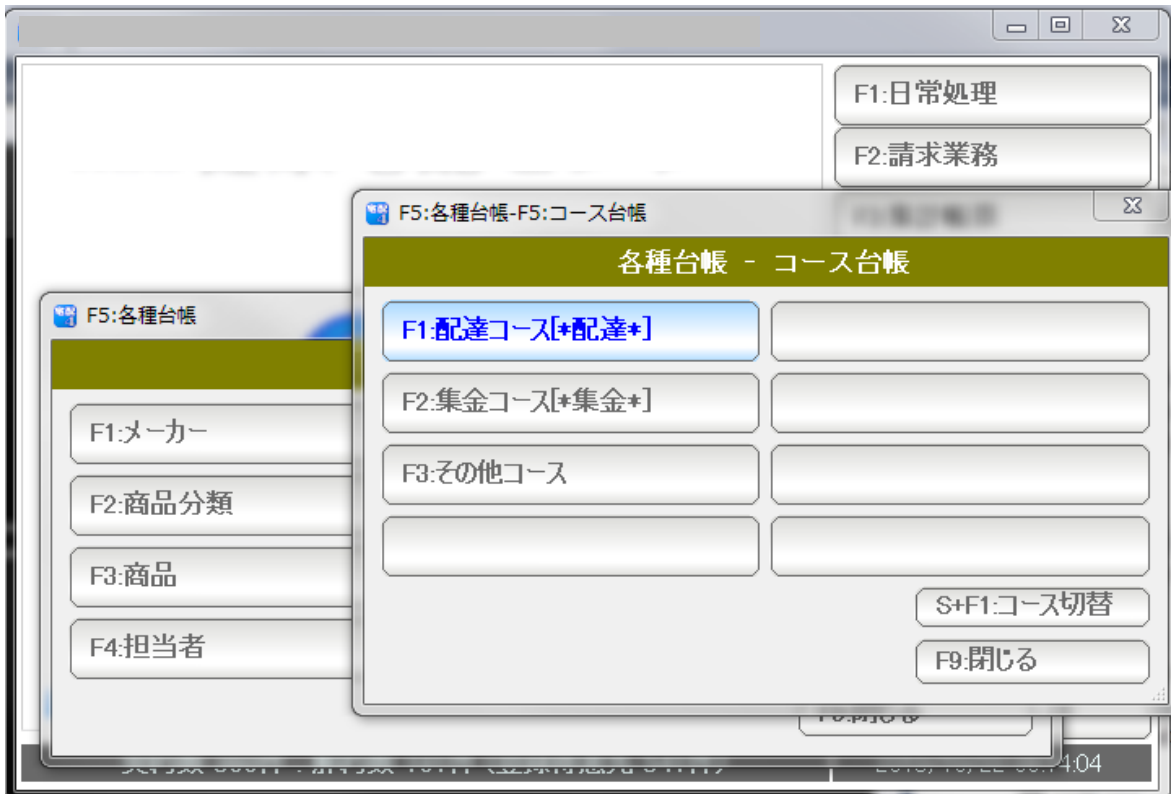 F1:日常処理
F2:請求業務
F5:各種台帳-F5:コース台帳
各種台帳 - コース台帳
F1:配達コース[*配達*]
F2:集金コース[*集金*]
F3:その他コース
S+F1:コース切替
F9:閉じる
F5:各種台帳
F1:メーカー
F2:商品分類
F3:商品
F4:担当者
4:04